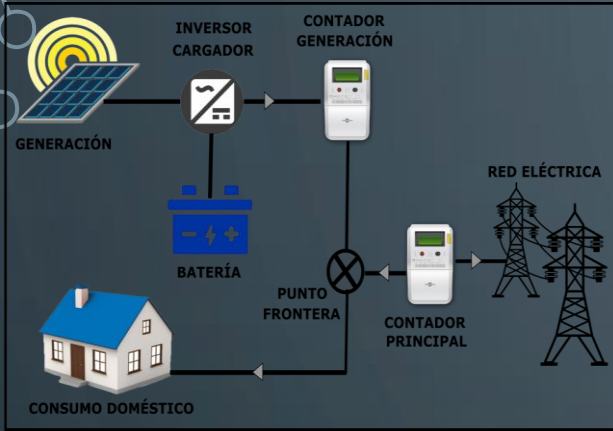 INVERSOR
CARGADOR
CONTADOR
GENERACIÓN
GENERACIÓN
RED ELÉCTRICA
BATERÍA
PUNTO
FRONTERA
CONTADOR
PRINCIPAL
CONSUMO DOMÉSTICO